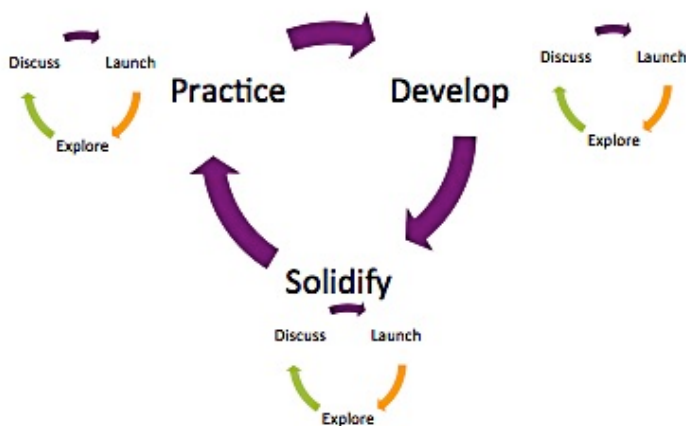 Discuss Launch
Explore
Practice Develop
Discuss Launch
Explore
Solidify
Discuss Launch
Explore